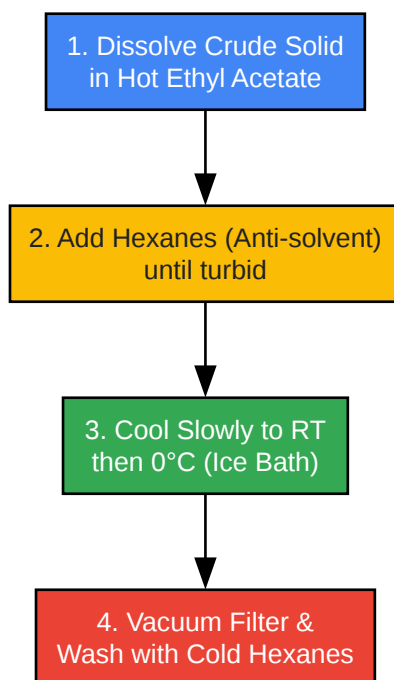 1. Dissolve Crude Solid
in Hot Ethyl Acetate
2. Add Hexanes (Anti-solvent)
until turbid
3. Cool Slowly to RT
then 0°C (Ice Bath)
4. Vacuum Filter &
Wash with Cold Hexanes